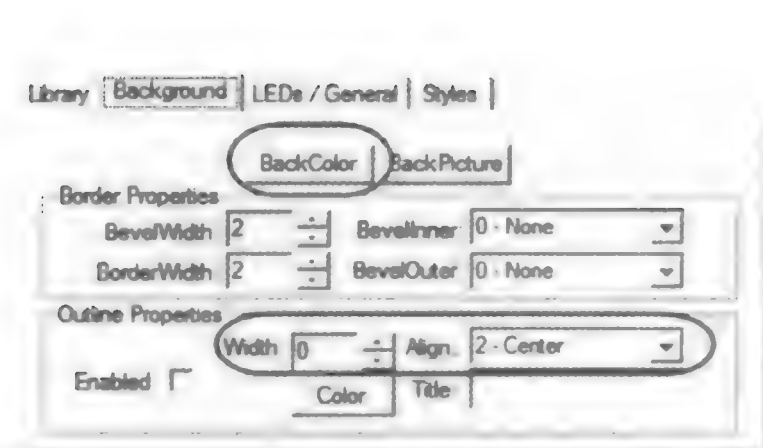 Library Background LEDs / General Styles
BackColor BackPicture
Border Properties
BevelWidth 2 BevelInner 0 - None
BorderWidth 2 BevelOuter 0 - None
Outline Properties
Width 0 Align 2 - Center
Enabled Color Title